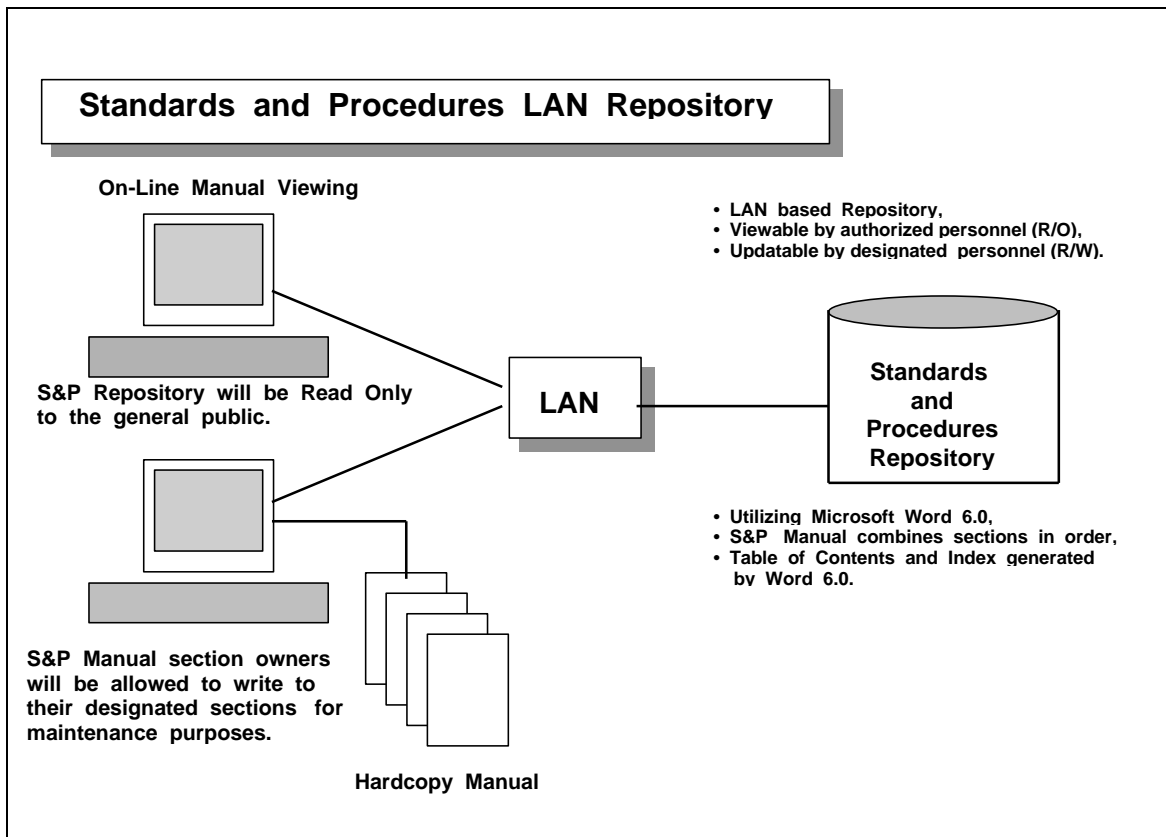 Standards and Procedures LAN Repository
On-Line Manual Viewing
• LAN based Repository,
• Viewable by authorized personnel (R/O),
• Updatable by designated personnel (R/W).
S&P Repository will be Read Only
to the general public.
LAN
Standards
and
Procedures
Repository
• Utilizing Microsoft Word 6.0,
• S&P Manual combines sections in order,
• Table of Contents and Index generated
by Word 6.0.
S&P Manual section owners
will be allowed to write to
their designated sections for
maintenance purposes.
Hardcopy Manual